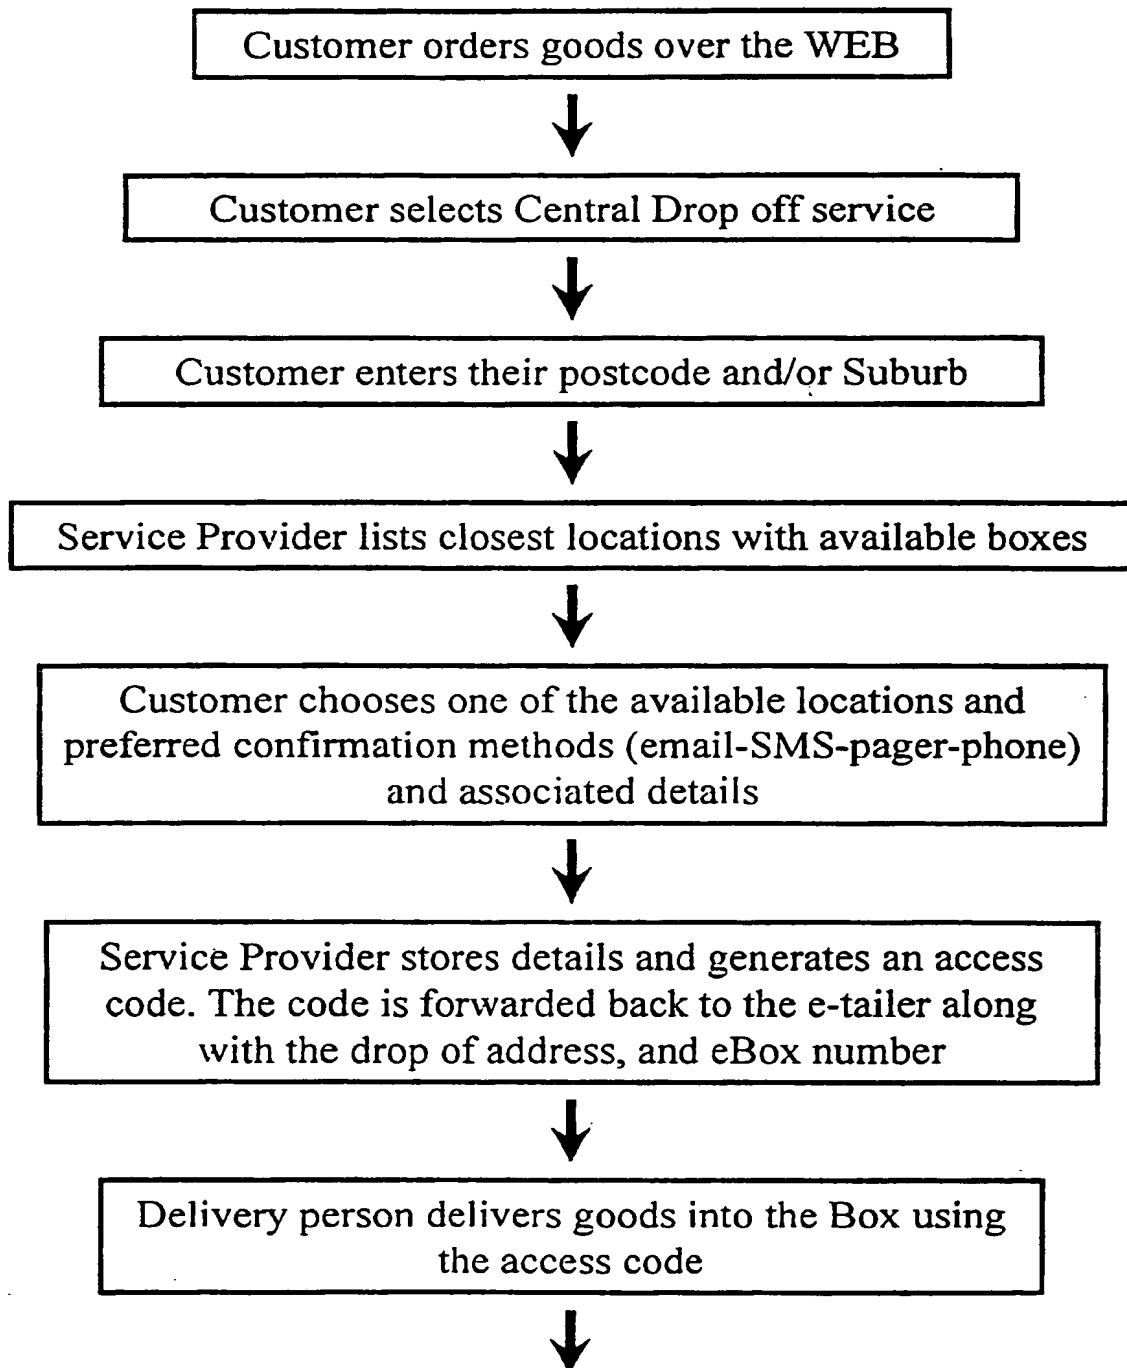 Customer orders goods over the WEB
Customer selects Central Drop off service
Customer enters their postcode and/or Suburb
Service Provider lists closest locations with available boxes
Customer chooses one of the available locations and
preferred confirmation methods (email-SMS-pager-phone)
and associated details
Service Provider stores details and generates an access
code. The code is forwarded back to the e-tailer along
with the drop of address, and eBox number
Delivery person delivers goods into the Box using
the access code